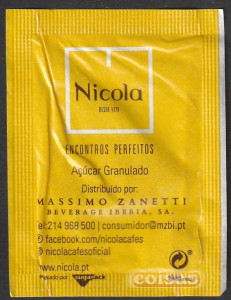 Nicola
DESDE 1779
ENCONTROS PERFEITOS
Açúcar Granulado
Distribuído por:
MASSIMO ZANETTI
BEVERAGE IBERIA, SA.
tel:214 968 500 | consumidor@mzbi.pt
facebook.com/nicolacafes
@nicolacafesoficial
www.nicola.pt
coisas